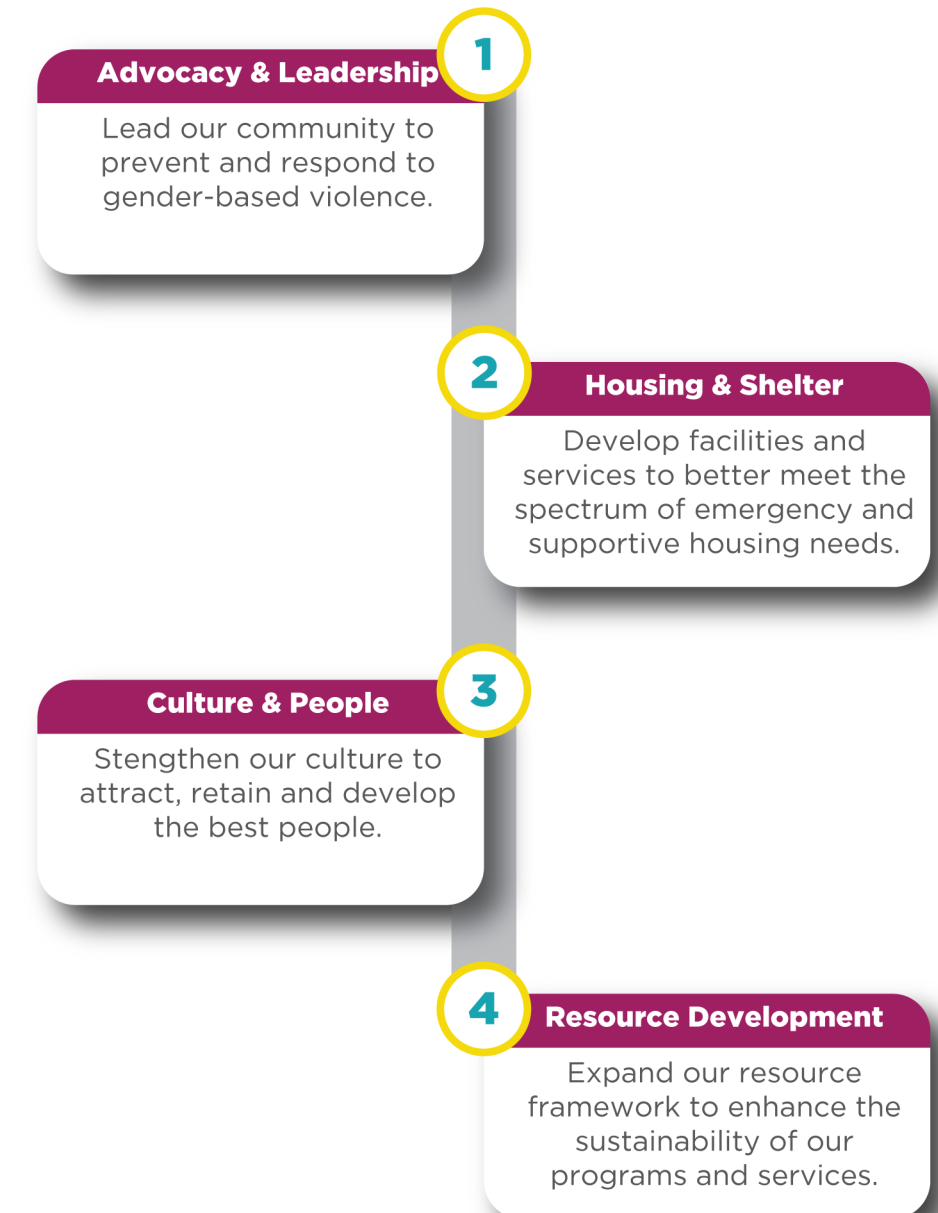 1
Advocacy & Leadership
Lead our community to
prevent and respond to
gender-based violence.
2
Housing & Shelter
Develop facilities and
services to better meet the
spectrum of emergency and
supportive housing needs.
3
Culture & People
Stengthen our culture to
attract, retain and develop
the best people.
4
Resource Development
Expand our resource
framework to enhance the
sustainability of our
programs and services.